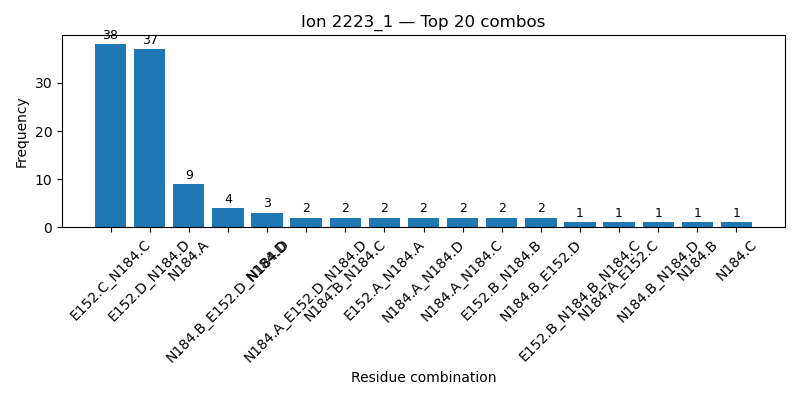 Ion 2223_1 — Top 20 combos
Frequency
30
20
10
0
38
37
9
4
3
2
2
2
2
2
2
2
1
1
1
1
1
E152.C_N184.C
E152.D_N184.D
N184.A
N184.B_E152.D_N184.D
N184.D
N184.A_E152.D_N184.D
N184.B_N184.C
E152.A_N184.A
N184.A_N184.D
N184.A_N184.C
E152.B_N184.B
N184.B_E152.D
E152.B_N184.B_N184.C
N184.A_E152.C
N184.B_N184.D
N184.B
N184.C
Residue combination